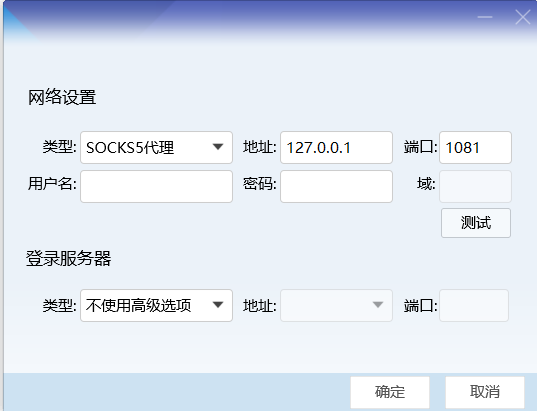 网络设置
类型: SOCKS5代理 地址: 127.0.0.1 端口: 1081
用户名: 密码: 域:
测试
登录服务器
类型: 不使用高级选项 地址: 端口:
确定 取消